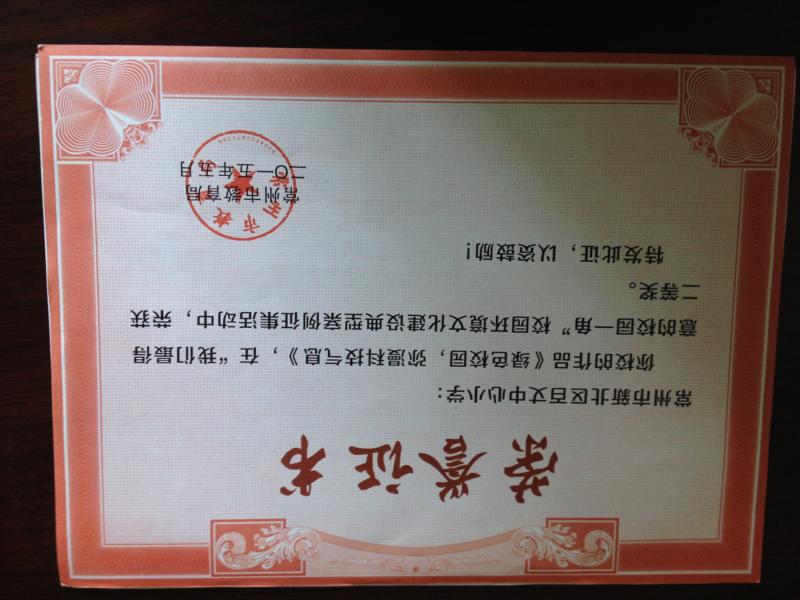 荣誉证书
常州市新北区百丈中心小学：
你校的作品《绿色校园，弥漫科技气息》，在“我们最得
意的校园一角”校园环境文化建设典型案例征集活动中，荣获
二等奖。
特发此证，以资鼓励！
常州市教育局
二〇一五年五月